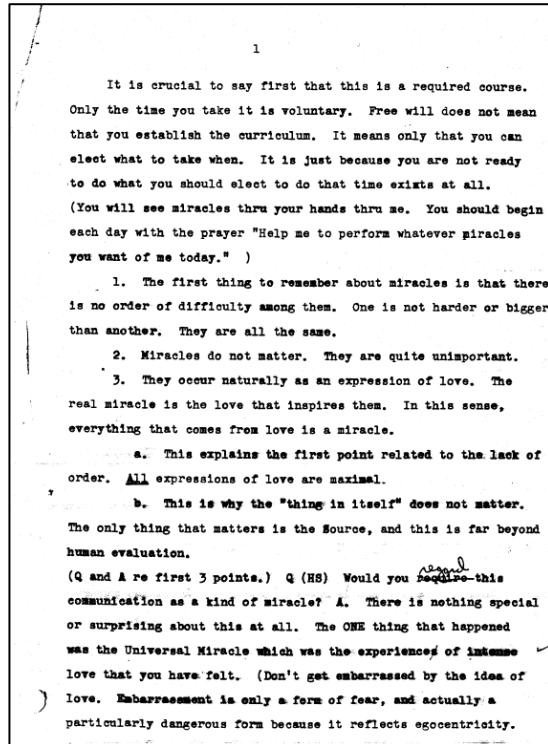 1
It is crucial to say first that this is a required course.
Only the time you take it is voluntary. Free will does not mean
that you establish the curriculum. It means only that you can
elect what to take when. It is just because you are not ready
to do what you should elect to do that time exists at all.
(You will see miracles thru your hands thru me. You should begin
each day with the prayer "Help me to perform whatever miracles
you want of me today." )
1. The first thing to remember about miracles is that there
is no order of difficulty among them. One is not harder or bigger
than another. They are all the same.
2. Miracles do not matter. They are quite unimportant.
3. They occur naturally as an expression of love. The
real miracle is the love that inspires them. In this sense,
everything that comes from love is a miracle.
a. This explains the first point related to the lack of
order. All expressions of love are maximal.
b. This is why the "thing in itself" does not matter.
The only thing that matters is the Source, and this is far beyond
human evaluation.
regard
(Q and A re first 3 points.) Q (HS) Would you require this
communication as a kind of miracle? A. There is nothing special
or surprising about this at all. The ONE thing that happened
was the Universal Miracle which was the experience of intense
love that you have felt. (Don't get embarrassed by the idea of
love. Embarrassment is only a form of fear, and actually a
particularly dangerous form because it reflects egocentricity.